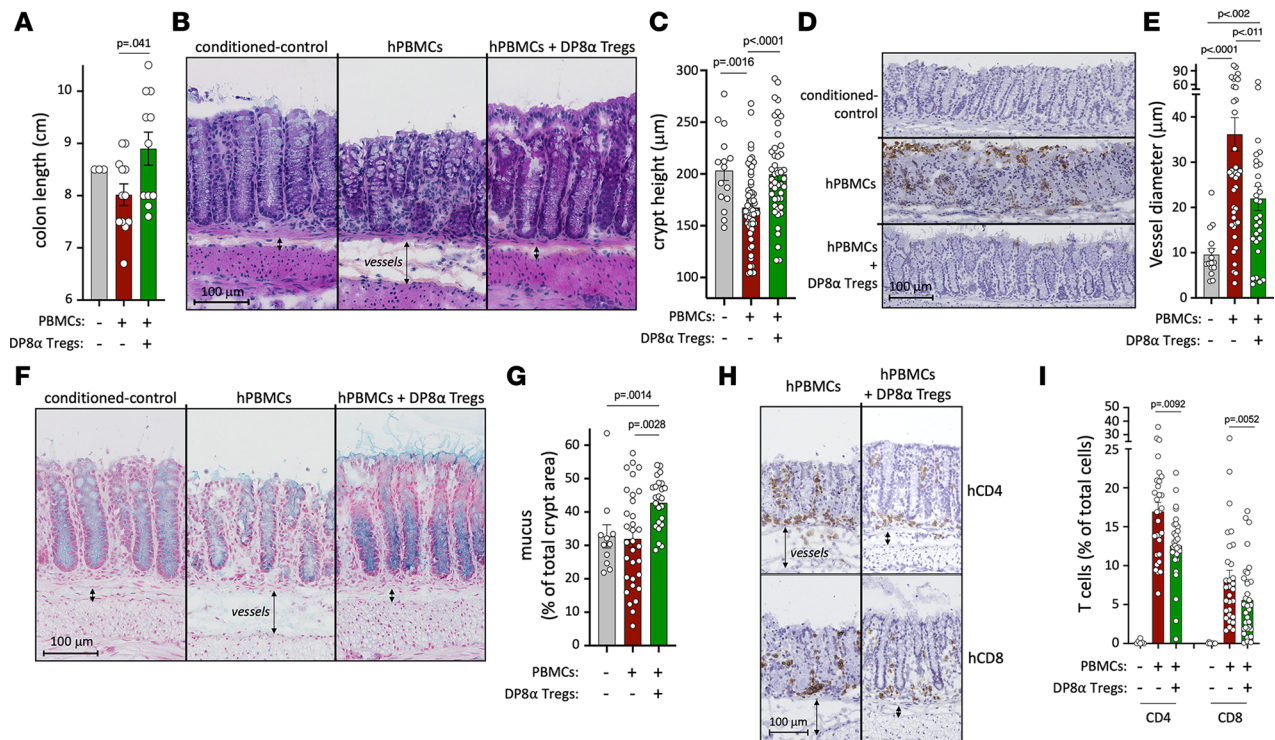 A
p=.041
colon length (cm)
10
9
8
7
6
PBMCs: - + +
DP8α Tregs: - - +
B
conditioned-control
hPBMCs
hPBMCs + DP8α Tregs
vessels
100 μm
C
p<.0001
p=.0016
crypt height (μm)
300
250
200
150
100
PBMCs: - + +
DP8α Tregs: - - +
D
conditioned-
control
hPBMCs
hPBMCs
+
DP8α Tregs
100 μm
E
p<.002
p<.011
p<.0001
Vessel diameter (μm)
90
60
40
30
20
10
0
PBMCs: - + +
DP8α Tregs: - - +
F
conditioned-control
hPBMCs
hPBMCs + DP8α Tregs
vessels
100 μm
G
p=.0014
p=.0028
mucus
(% of total crypt area)
60
50
40
30
20
10
0
PBMCs: - + +
DP8α Tregs: - - +
H
hPBMCs
hPBMCs
+ DP8α Tregs
vessels
hCD4
hCD8
100 μm
I
p=.0092
p=.0052
T cells (% of total cells)
50
40
30
25
20
15
10
5
0
PBMCs: - + + - + +
DP8α Tregs: - - + - - +
CD4
CD8